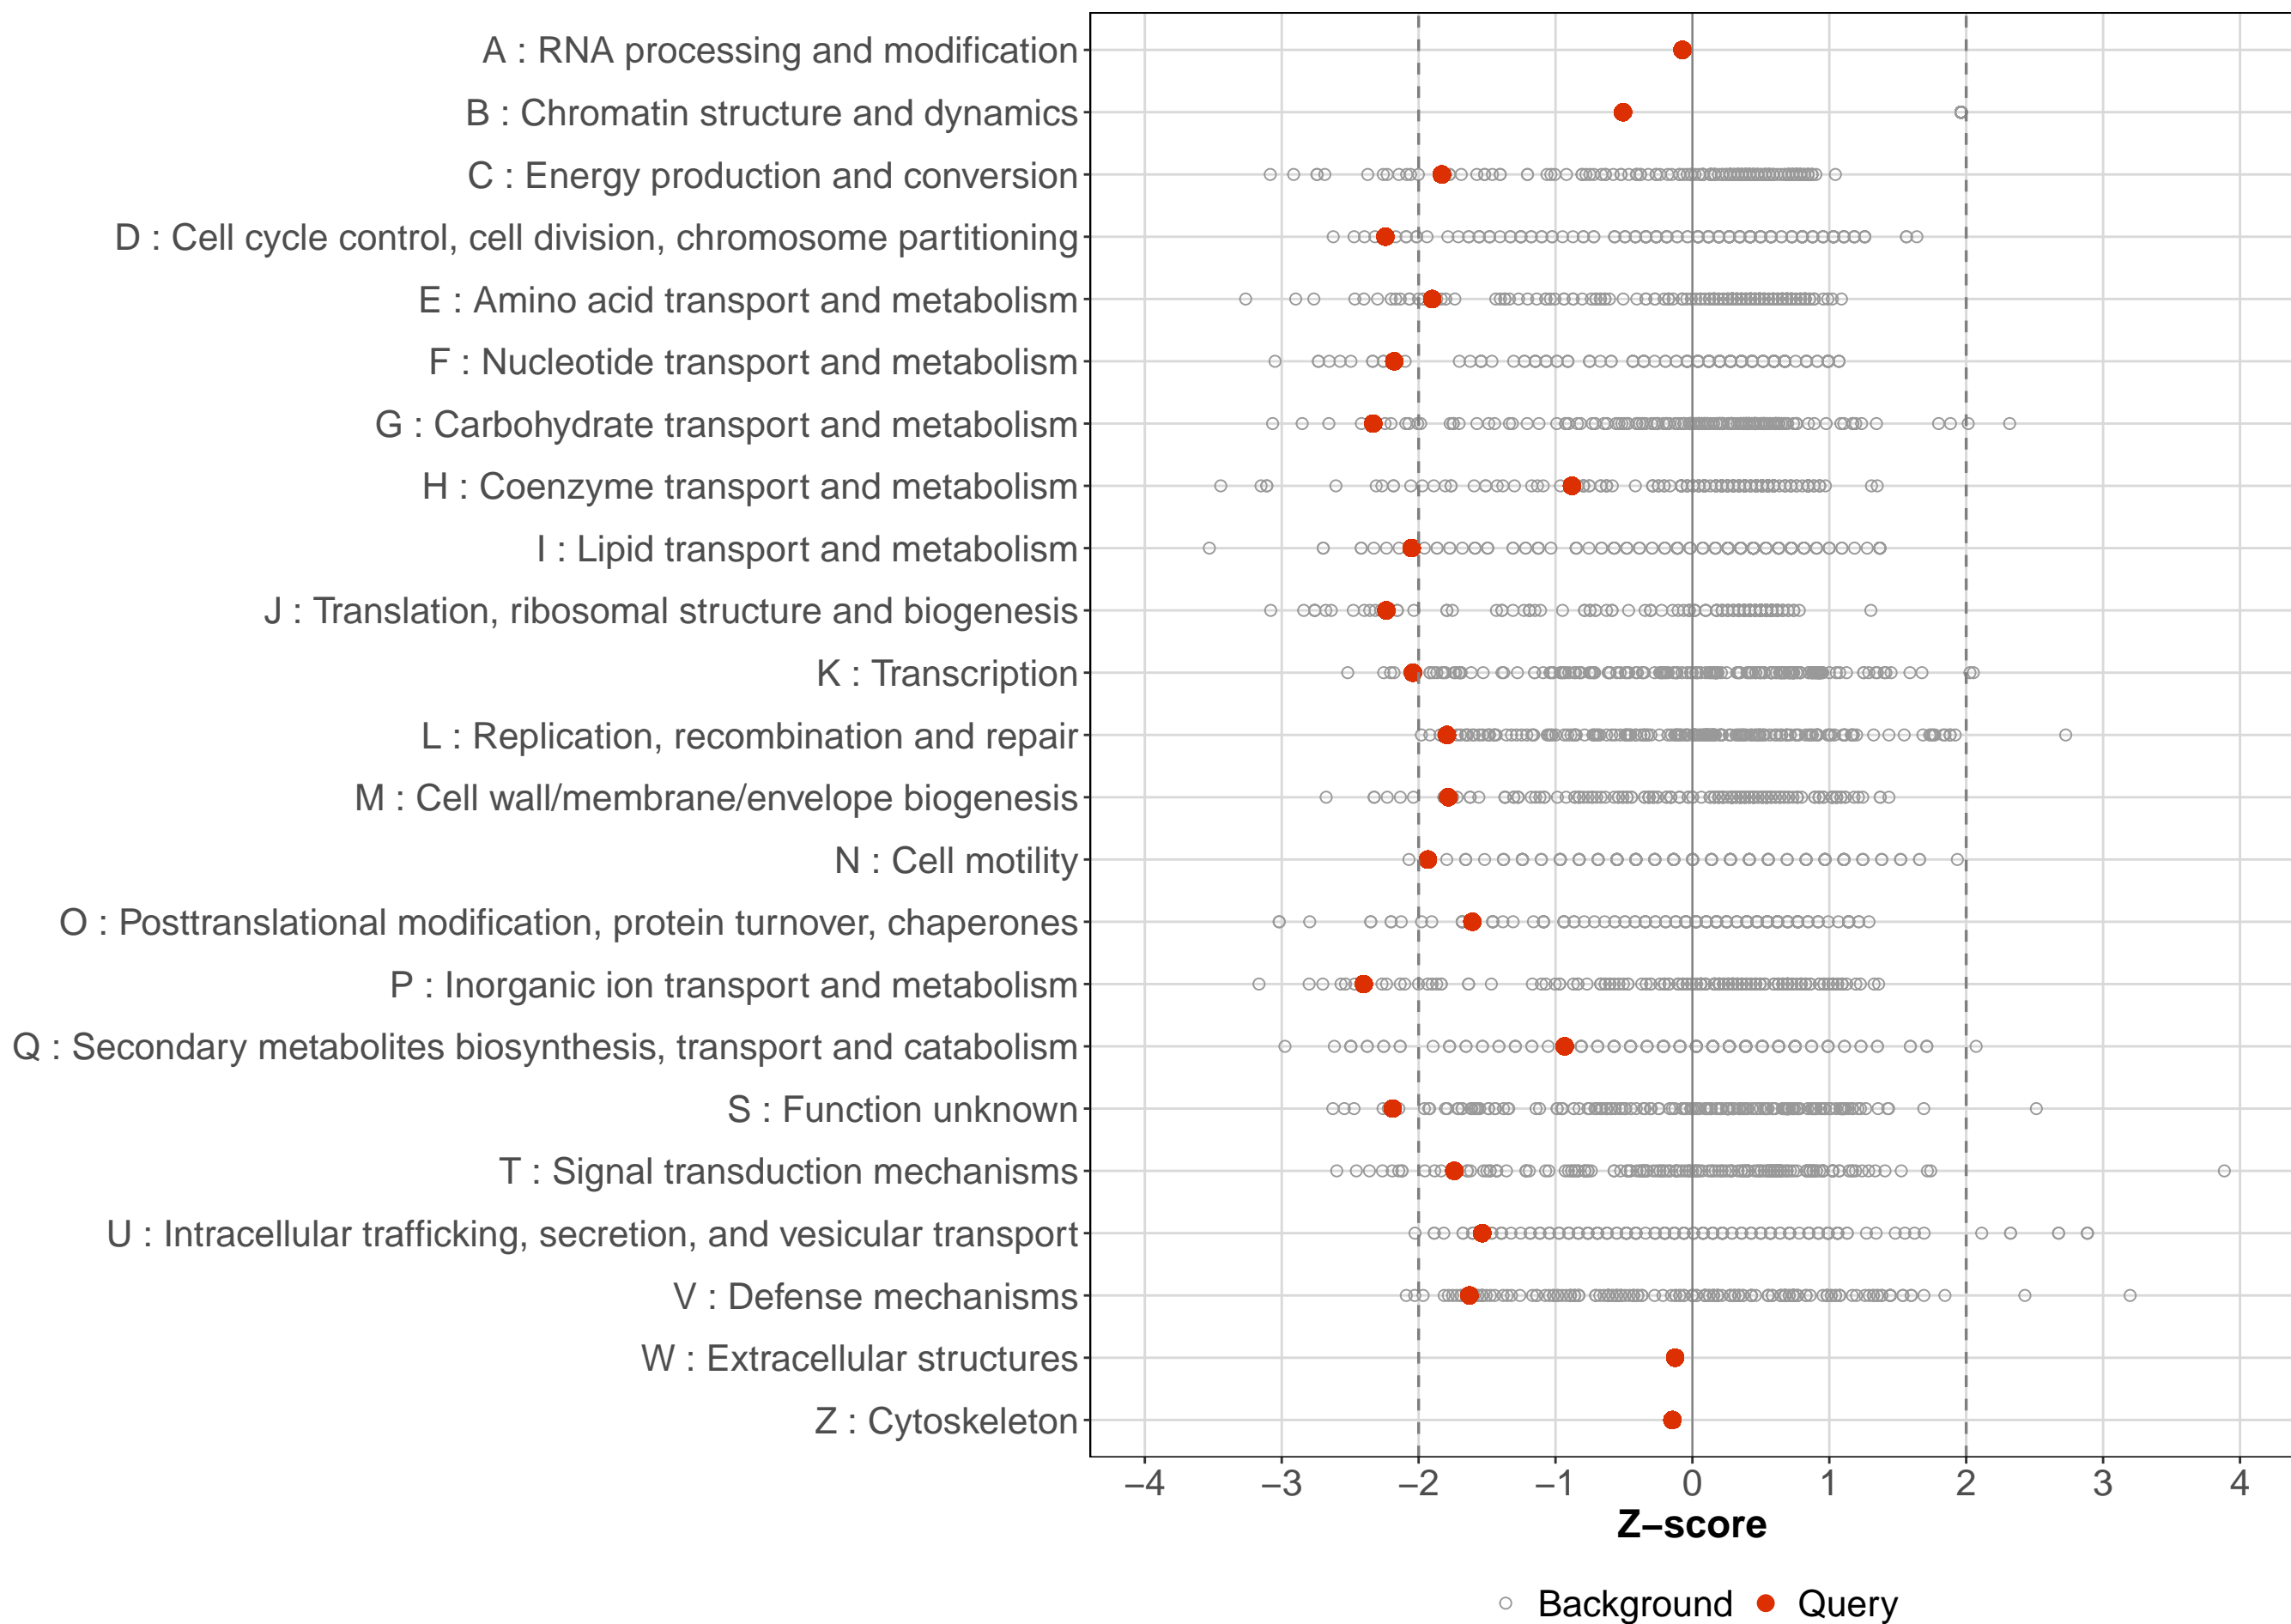 A : RNA processing and modification
B : Chromatin structure and dynamics
C : Energy production and conversion
D : Cell cycle control, cell division, chromosome partitioning
E : Amino acid transport and metabolism
F : Nucleotide transport and metabolism
G : Carbohydrate transport and metabolism
H : Coenzyme transport and metabolism
I : Lipid transport and metabolism
J : Translation, ribosomal structure and biogenesis
K : Transcription
L : Replication, recombination and repair
M : Cell wall/membrane/envelope biogenesis
N : Cell motility
O : Posttranslational modification, protein turnover, chaperones
P : Inorganic ion transport and metabolism
Q : Secondary metabolites biosynthesis, transport and catabolism
S : Function unknown
T : Signal transduction mechanisms
U : Intracellular trafficking, secretion, and vesicular transport
V : Defense mechanisms
W : Extracellular structures
Z : Cytoskeleton
−4 −3 −2 −1 0 1 2 3 4
Z−score
Background Query